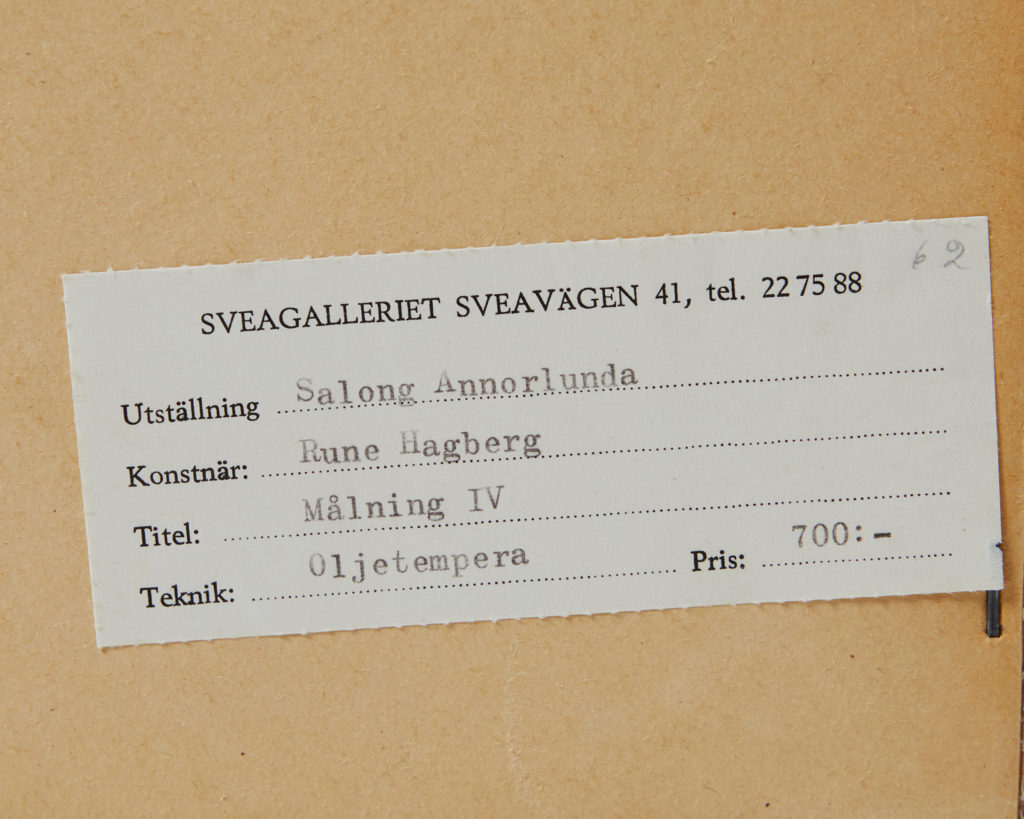 62
SVEAGALLERIET SVEAVÄGEN 41, tel. 22 75 88
Utställning Salong Annorlunda
Konstnär: Rune Hagberg
Titel: Målning IV
Teknik: Oljetempera Pris: 700:-